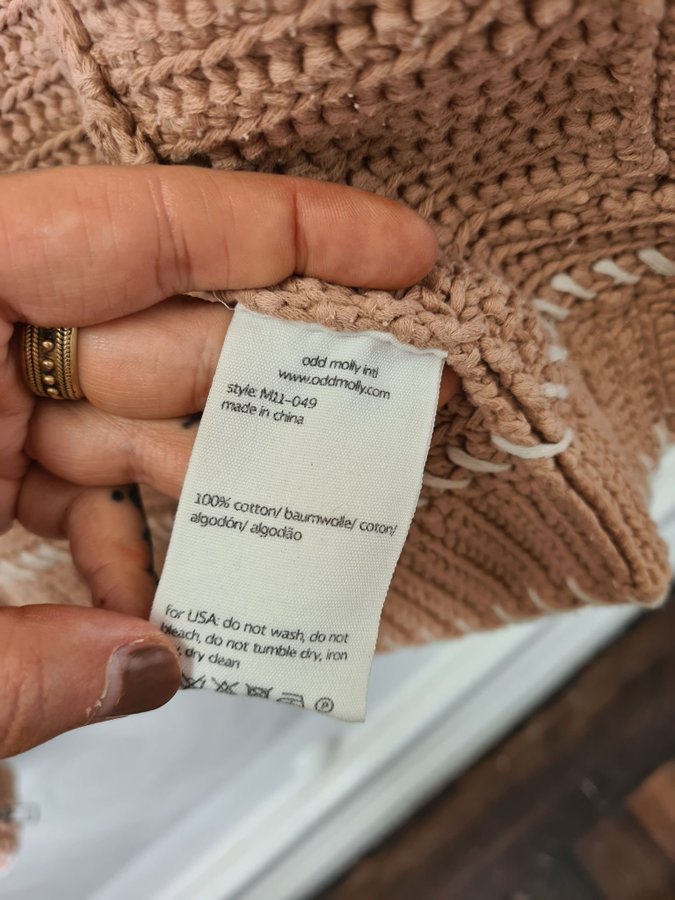 odd molly intl
www.oddmolly.com
style: M11-049
made in china
100% cotton/ baumwolle/ coton/
algodón/ algodão
for USA: do not wash, do not
bleach, do not tumble dry, iron
dry clean
P